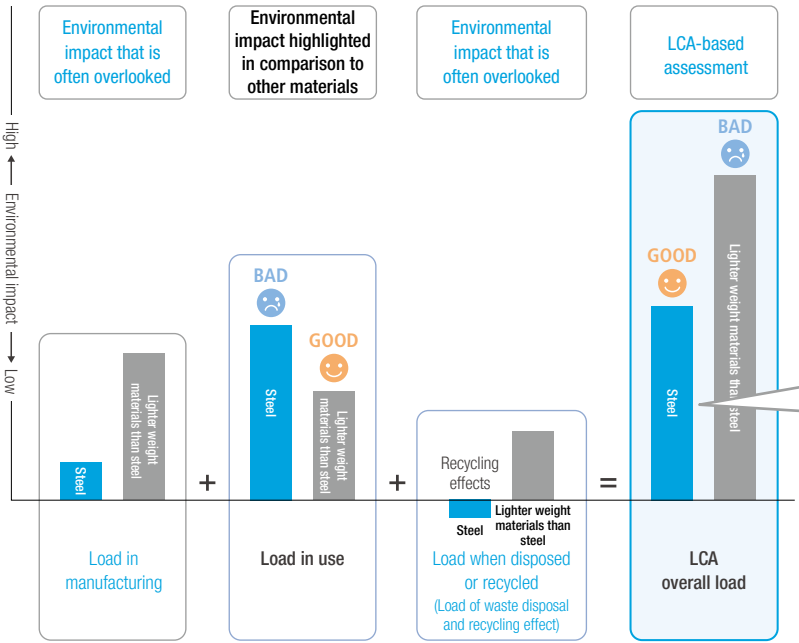 Environmental
impact that is
often overlooked
Environmental
impact highlighted
in comparison to
other materials
Environmental
impact that is
often overlooked
LCA-based
assessment
High
Environmental impact
Low
Steel
Lighter weight
materials than steel
Load in
manufacturing
+
BAD
Steel
GOOD
Lighter weight
materials than steel
Load in use
+
Recycling
effects
Steel
Lighter weight
materials than
steel
Load when disposed
or recycled
(Load of waste disposal
and recycling effect)
=
GOOD
Steel
BAD
Lighter weight materials than steel
LCA
overall load